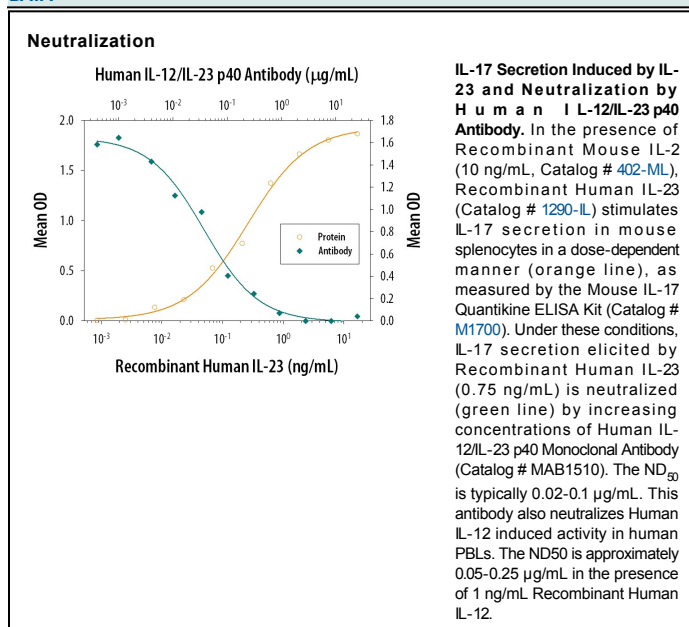 Neutralization
Human IL-12/IL-23 p40 Antibody (μg/mL)
10-3 10-2 10-1 100 101
2.0
1.5
1.0
0.5
0.0
Mean OD
1.8
1.6
1.4
1.2
1.0
0.8
0.6
0.4
0.2
0.0
Mean OD
Protein
Antibody
10-3 10-2 10-1 100 101
Recombinant Human IL-23 (ng/mL)
IL-17 Secretion Induced by IL-
23 and Neutralization by
Human IL-12/IL-23 p40
Antibody. In the presence of
Recombinant Mouse IL-2
(10 ng/mL, Catalog # 402-ML),
Recombinant Human IL-23
(Catalog # 1290-IL) stimulates
IL-17 secretion in mouse
splenocytes in a dose-dependent
manner (orange line), as
measured by the Mouse IL-17
Quantikine ELISA Kit (Catalog #
M1700). Under these conditions,
IL-17 secretion elicited by
Recombinant Human IL-23
(0.75 ng/mL) is neutralized
(green line) by increasing
concentrations of Human IL-
12/IL-23 p40 Monoclonal Antibody
(Catalog # MAB1510). The ND50
is typically 0.02-0.1 µg/mL. This
antibody also neutralizes Human
IL-12 induced activity in human
PBLs. The ND50 is approximately
0.05-0.25 µg/mL in the presence
of 1 ng/mL Recombinant Human
IL-12.